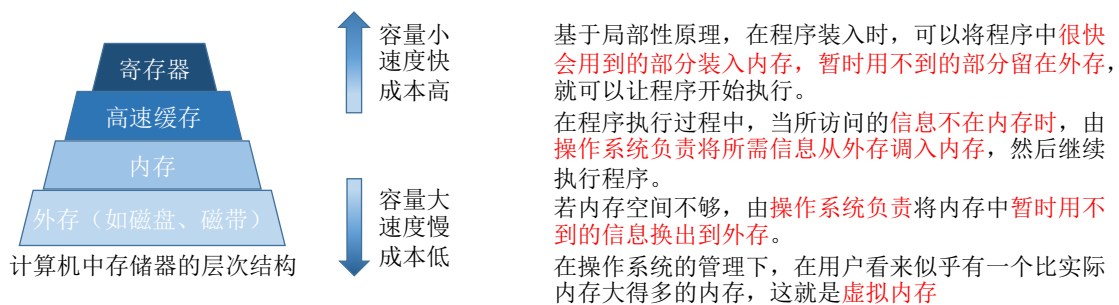 寄存器
高速缓存
内存
外存（如磁盘、磁带）
计算机中存储器的层次结构
容量小
速度快
成本高
容量大
速度慢
成本低
基于局部性原理，在程序装入时，可以将程序中很快
会用到的部分装入内存，暂时用不到的部分留在外存，
就可以让程序开始执行。
在程序执行过程中，当所访问的信息不在内存时，由
操作系统负责将所需信息从外存调入内存，然后继续
执行程序。
若内存空间不够，由操作系统负责将内存中暂时用不
到的信息换出到外存。
在操作系统的管理下，在用户看来似乎有一个比实际
内存大得多的内存，这就是虚拟内存